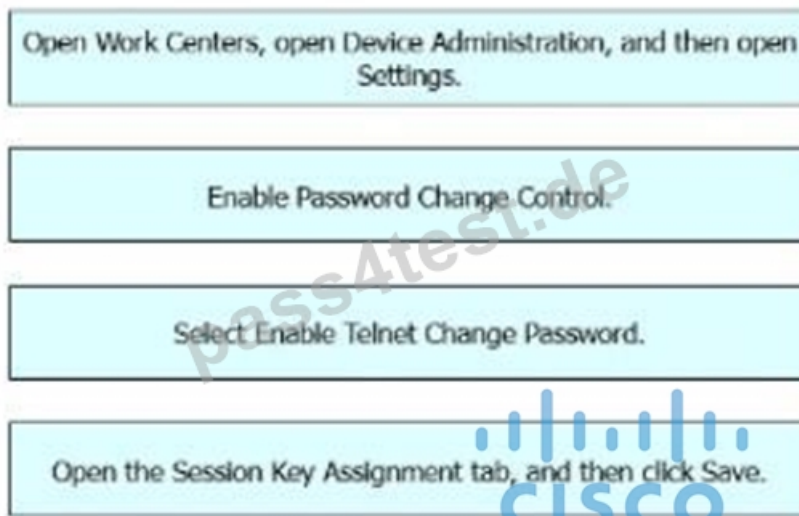 Open Work Centers, open Device Administration, and then open
Settings.
Enable Password Change Control.
pass4test.de
Select Enable Telnet Change Password.
Open the Session Key Assignment tab, and then click Save.
CISCO